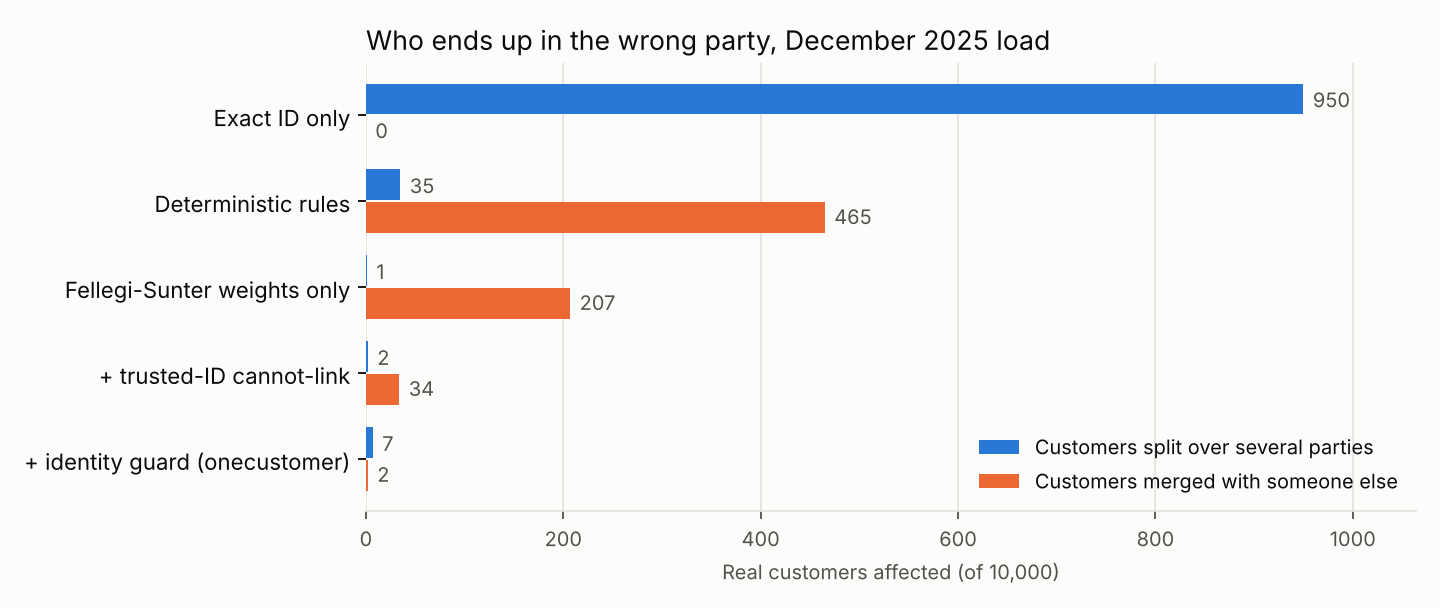 Who ends up in the wrong party, December 2025 load
Exact ID only
950
0
Deterministic rules
35
465
Fellegi-Sunter weights only
1
207
+ trusted-ID cannot-link
2
34
+ identity guard (onecustomer)
7
2
Customers split over several parties
Customers merged with someone else
0 200 400 600 800 1000
Real customers affected (of 10,000)